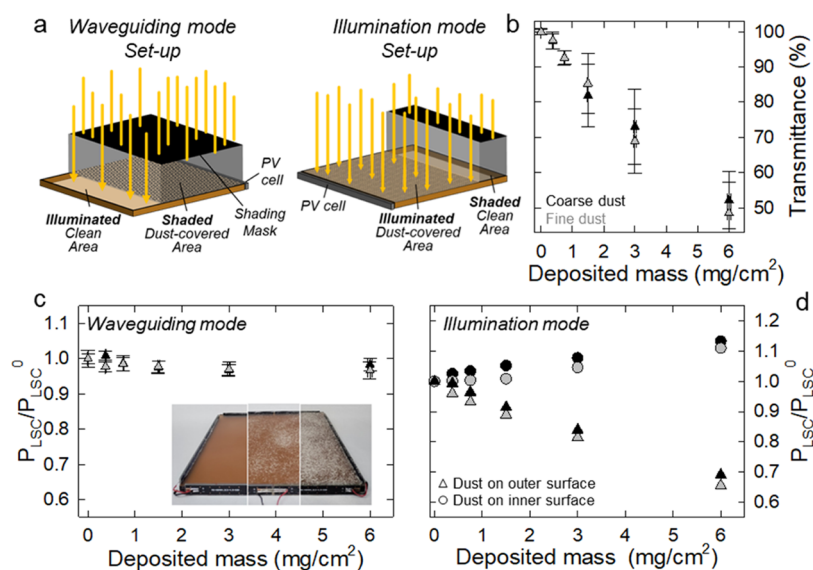 a
Waveguiding mode
Set-up
Illuminated
Clean
Area
Shaded
Dust-covered
Area
Shading
Mask
PV
cell
Illumination mode
Set-up
PV cell
Illuminated
Dust-covered
Area
Shaded
Clean
Area
b
100
90
80
70
60
50
Transmittance (%)
Coarse dust
Fine dust
0 1 2 3 4 5 6
Deposited mass (mg/cm²)
c
Waveguiding mode
1.1
1.0
0.9
0.8
0.7
0.6
P_LSC/P_LSC⁰
0 1 2 3 4 5 6
Deposited mass (mg/cm²)
d
Illumination mode
△ Dust on outer surface
○ Dust on inner surface
1.2
1.1
1.0
0.9
0.8
0.7
0.6
P_LSC/P_LSC⁰
0 1 2 3 4 5 6
Deposited mass (mg/cm²)